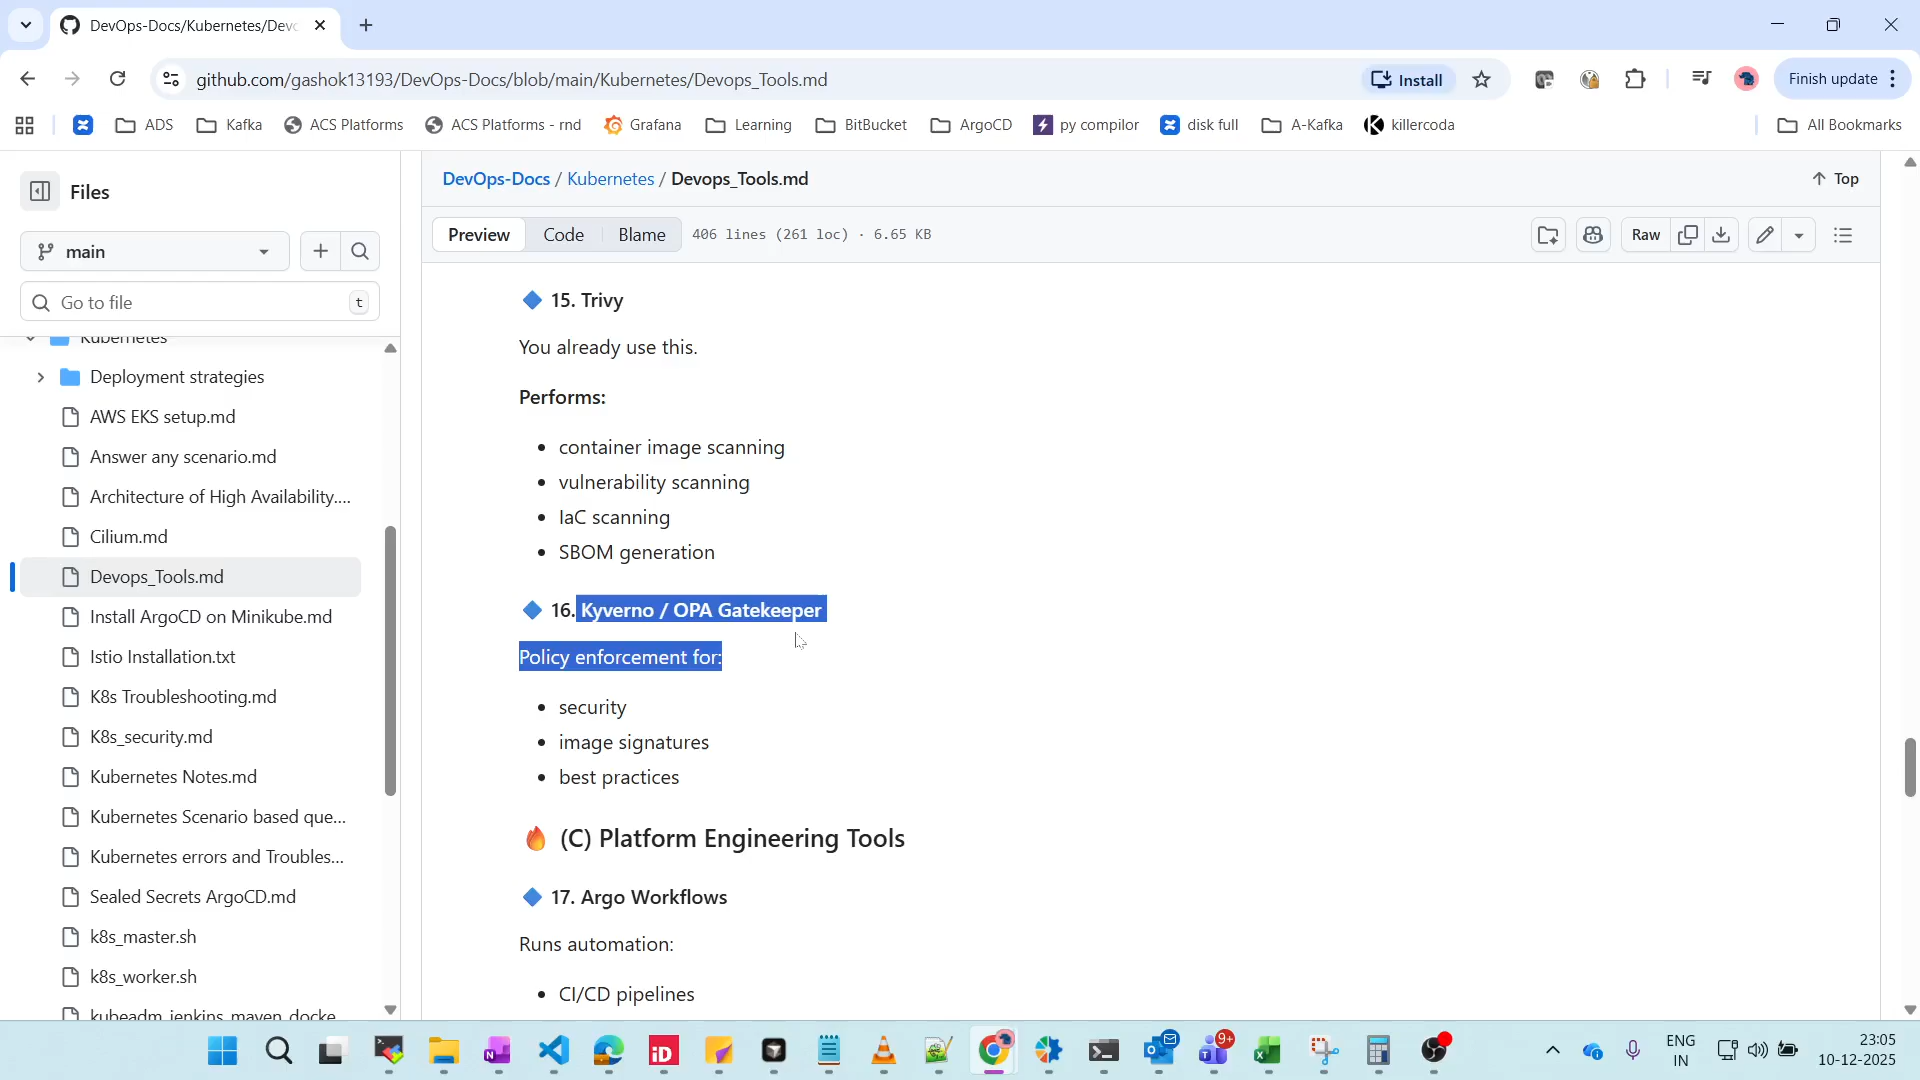 DevOps-Docs/Kubernetes/Devo
github.com/gashok13193/DevOps-Docs/blob/main/Kubernetes/Devops_Tools.md
Install
Finish update
ADS
Kafka
ACS Platforms
ACS Platforms - rnd
Grafana
Learning
BitBucket
ArgoCD
py compilor
disk full
A-Kafka
killercoda
All Bookmarks
Files
main
Go to file
t
Kubernetes
Deployment strategies
AWS EKS setup.md
Answer any scenario.md
Architecture of High Availability....
Cilium.md
Devops_Tools.md
Install ArgoCD on Minikube.md
Istio Installation.txt
K8s Troubleshooting.md
K8s_security.md
Kubernetes Notes.md
Kubernetes Scenario based que...
Kubernetes errors and Troubles...
Sealed Secrets ArgoCD.md
k8s_master.sh
k8s_worker.sh
kubeadm_jenkins_maven_docke...
DevOps-Docs / Kubernetes / Devops_Tools.md
Top
Preview
Code
Blame
406 lines (261 loc) · 6.65 KB
Raw
15. Trivy
You already use this.
Performs:
• container image scanning
• vulnerability scanning
• IaC scanning
• SBOM generation
16. Kyverno / OPA Gatekeeper
Policy enforcement for:
• security
• image signatures
• best practices
(C) Platform Engineering Tools
17. Argo Workflows
Runs automation:
• CI/CD pipelines
iD
9+
ENG
IN
23:05
10-12-2025